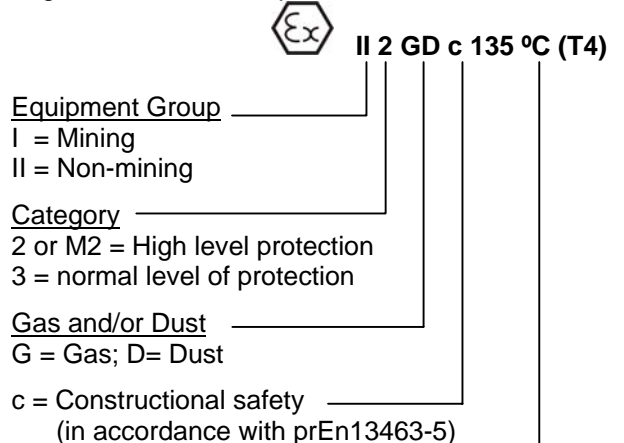 Ex II 2 GD c 135 ºC (T4)
Equipment Group
I = Mining
II = Non-mining
Category
2 or M2 = High level protection
3 = normal level of protection
Gas and/or Dust
G = Gas; D= Dust
c = Constructional safety
(in accordance with prEn13463-5)